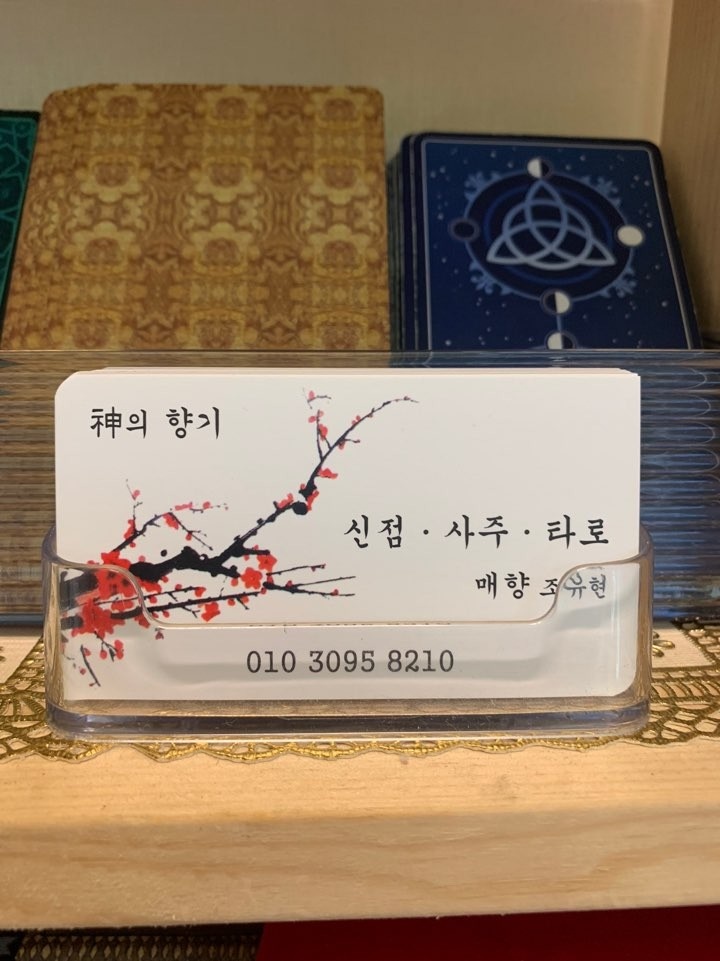 神의 향기
신점 · 사주 · 타로
매향 조유현
010 3095 8210